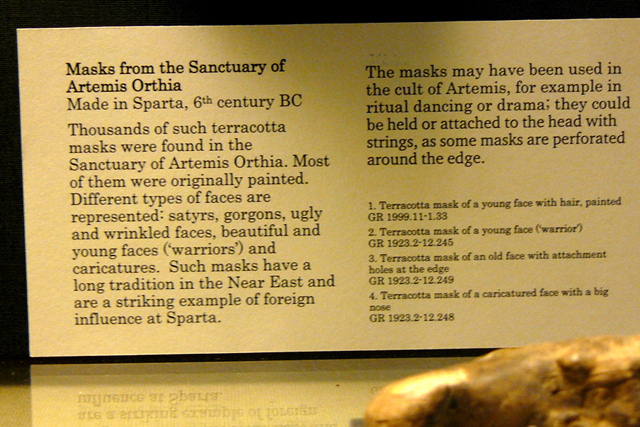 Masks from the Sanctuary of
Artemis Orthia
Made in Sparta, 6th century BC
Thousands of such terracotta
masks were found in the
Sanctuary of Artemis Orthia. Most
of them were originally painted.
Different types of faces are
represented: satyrs, gorgons, ugly
and wrinkled faces, beautiful and
young faces (‘warriors’) and
caricatures. Such masks have a
long tradition in the Near East and
are a striking example of foreign
influence at Sparta.
The masks may have been used in
the cult of Artemis, for example in
ritual dancing or drama; they could
be held or attached to the head with
strings, as some masks are perforated
around the edge.
1. Terracotta mask of a young face with hair, painted
GR 1999.11-1.33
2. Terracotta mask of a young face (‘warrior’)
GR 1923.2-12.245
3. Terracotta mask of an old face with attachment
holes at the edge
GR 1923.2-12.249
4. Terracotta mask of a caricatured face with a big
nose
GR 1923.2-12.248
influence at Sparta.
are a striking example of foreign